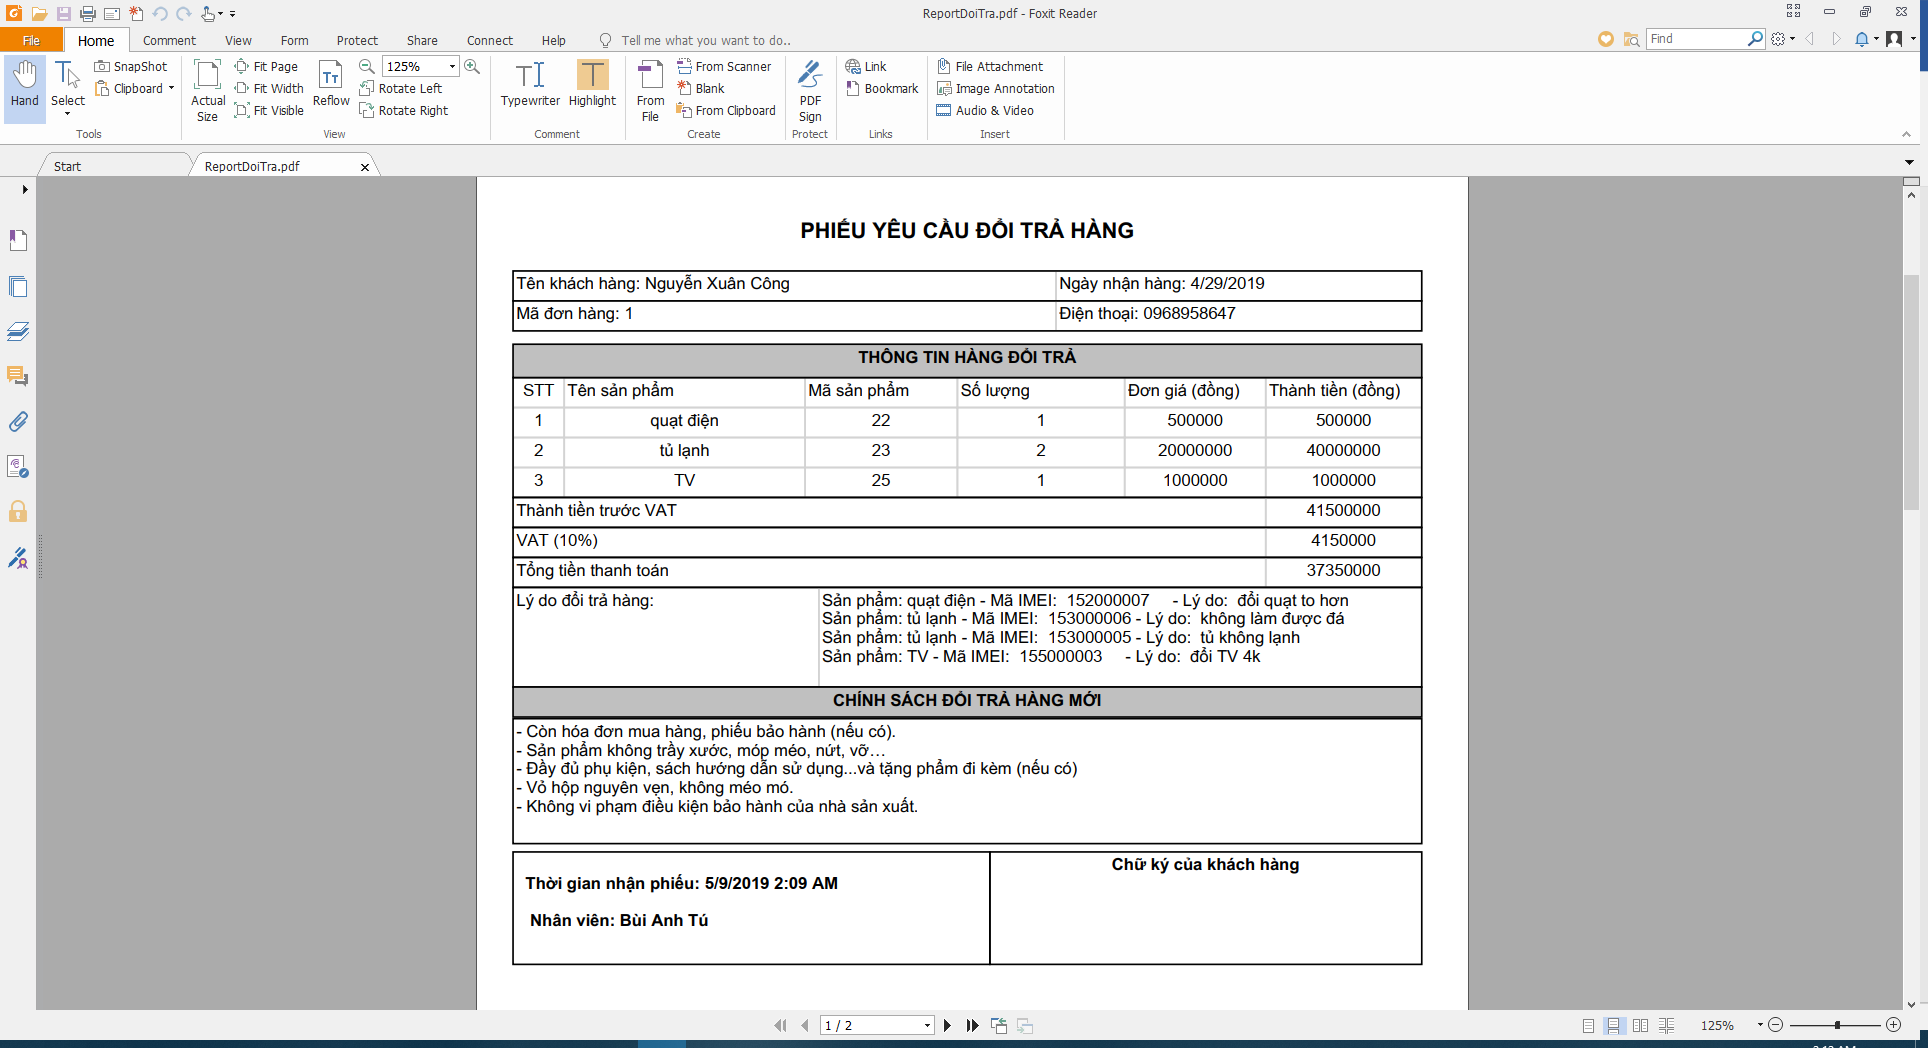 ReportDoiTra.pdf - Foxit Reader
File Home Comment View Form Protect Share Connect Help Tell me what you want to do.. Find
Hand
Select
SnapShot
Clipboard
Tools
Actual Size
Fit Page
Fit Width
Fit Visible
Reflow
125%
Rotate Left
Rotate Right
View
Typewriter
Highlight
Comment
From File
From Scanner
Blank
From Clipboard
Create
PDF Sign
Protect
Link
Bookmark
Links
File Attachment
Image Annotation
Audio & Video
Insert
Start ReportDoiTra.pdf
PHIẾU YÊU CẦU ĐỔI TRẢ HÀNG
Tên khách hàng: Nguyễn Xuân Công Ngày nhận hàng: 4/29/2019
Mã đơn hàng: 1 Điện thoại: 0968958647
THÔNG TIN HÀNG ĐỔI TRẢ
STT Tên sản phẩm Mã sản phẩm Số lượng Đơn giá (đồng) Thành tiền (đồng)
1 quạt điện 22 1 500000 500000
2 tủ lạnh 23 2 20000000 40000000
3 TV 25 1 1000000 1000000
Thành tiền trước VAT 41500000
VAT (10%) 4150000
Tổng tiền thanh toán 37350000
Lý do đổi trả hàng: Sản phẩm: quạt điện - Mã IMEI: 152000007 - Lý do: đổi quạt to hơn
Sản phẩm: tủ lạnh - Mã IMEI: 153000006 - Lý do: không làm được đá
Sản phẩm: tủ lạnh - Mã IMEI: 153000005 - Lý do: tủ không lạnh
Sản phẩm: TV - Mã IMEI: 155000003 - Lý do: đổi TV 4k
CHÍNH SÁCH ĐỔI TRẢ HÀNG MỚI
- Còn hóa đơn mua hàng, phiếu bảo hành (nếu có).
- Sản phẩm không trầy xước, móp méo, nứt, vỡ…
- Đầy đủ phụ kiện, sách hướng dẫn sử dụng...và tặng phẩm đi kèm (nếu có)
- Vỏ hộp nguyên vẹn, không méo mó.
- Không vi phạm điều kiện bảo hành của nhà sản xuất.
Thời gian nhận phiếu: 5/9/2019 2:09 AM
Nhân viên: Bùi Anh Tú
Chữ ký của khách hàng
1 / 2
125%